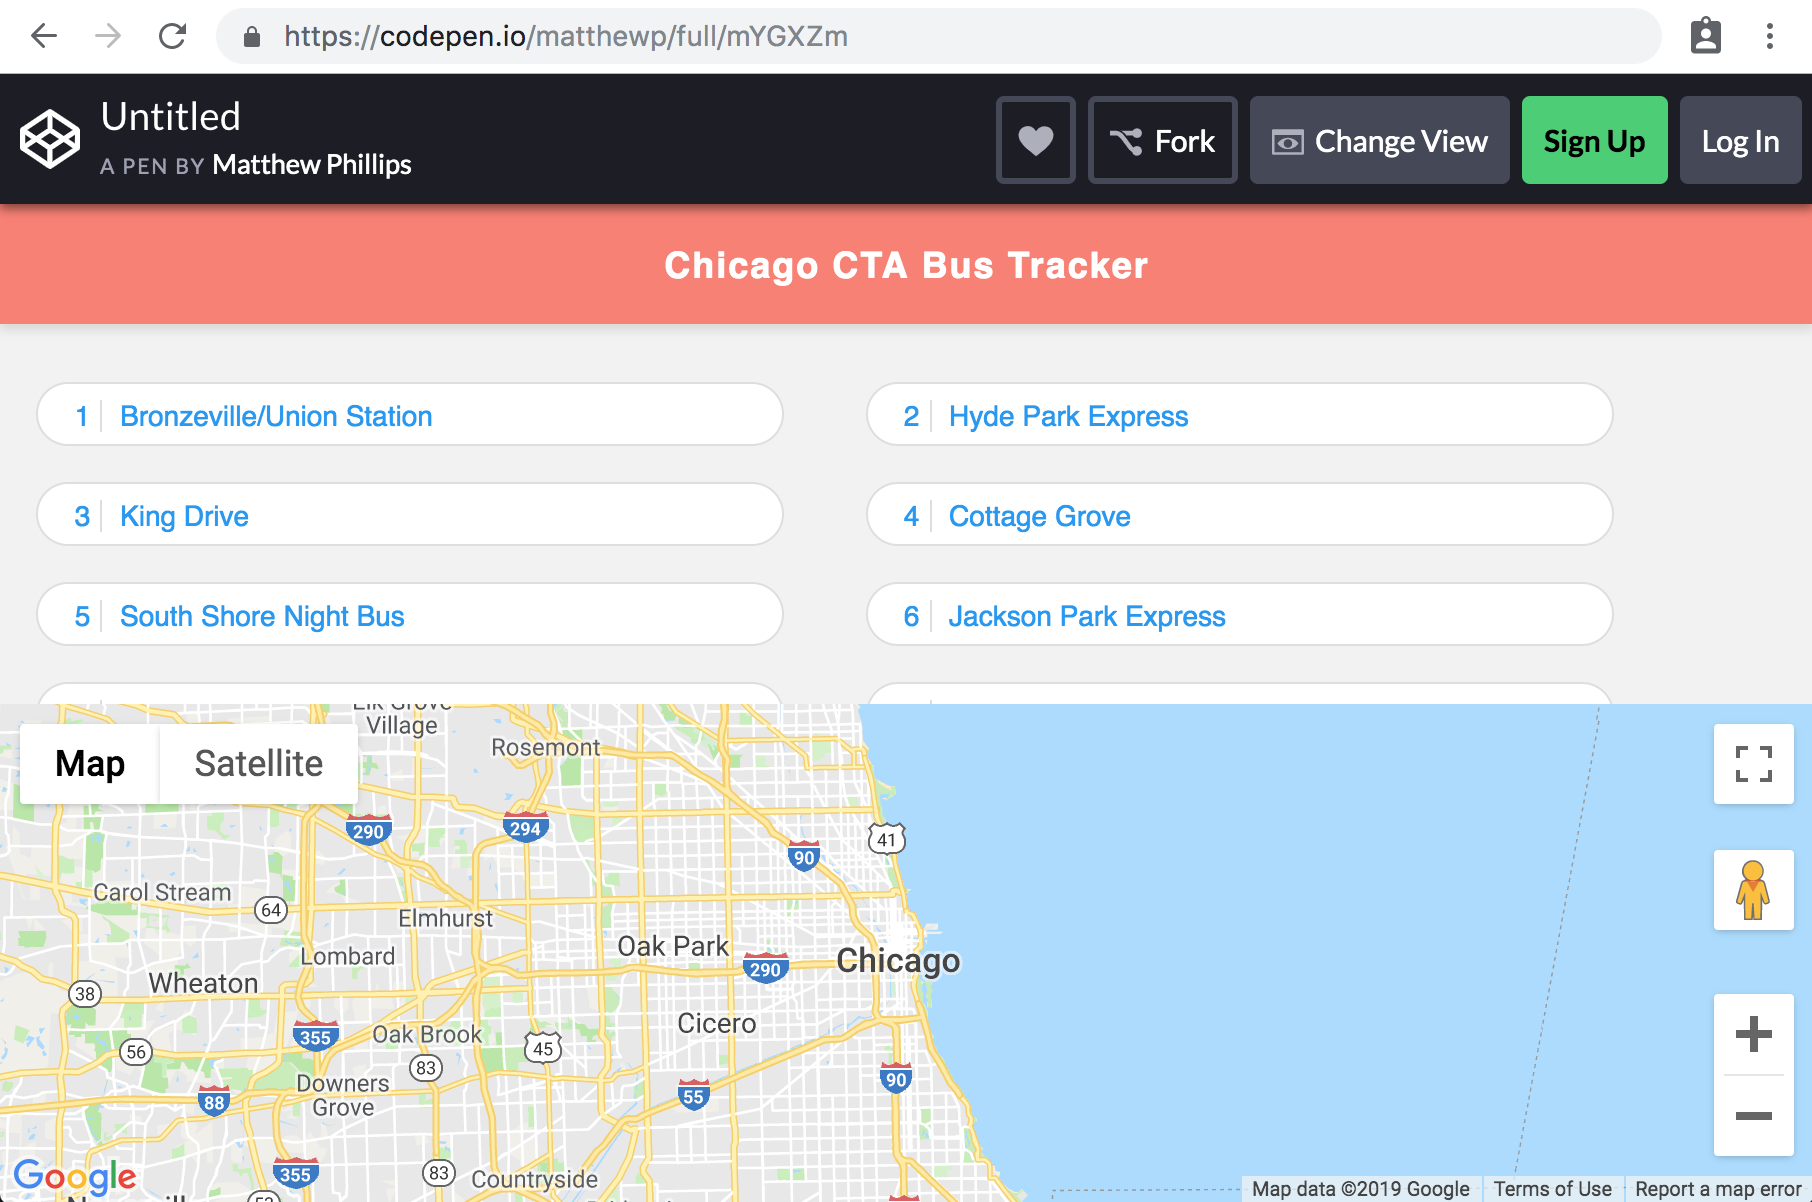 https://codepen.io/matthewp/full/mYGXZm
Untitled
A PEN BY Matthew Phillips
Fork
Change View
Sign Up
Log In
Chicago CTA Bus Tracker
1 Bronzeville/Union Station
2 Hyde Park Express
3 King Drive
4 Cottage Grove
5 South Shore Night Bus
6 Jackson Park Express
Map
Satellite
Elk Grove
Village
Rosemont
290
294
90
41
Carol Stream
64
Elmhurst
Lombard
Oak Park
290
Chicago
Wheaton
38
Cicero
355
Oak Brook
45
56
83
90
Downers
Grove
88
55
355
83
Countryside
Google
Map data ©2019 Google
Terms of Use
Report a map error